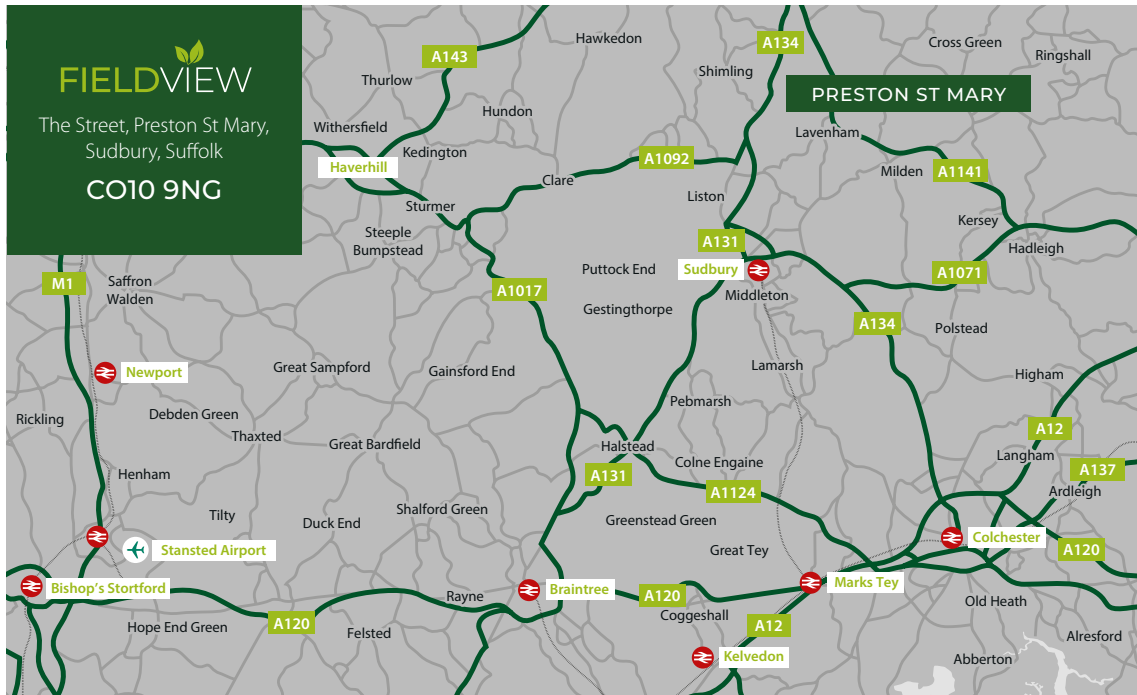 FIELDVIEW
The Street, Preston St Mary,
Sudbury, Suffolk
CO10 9NG
Hawkedon
A134
Cross Green
Ringshall
A143
Thurlow
Shimling
PRESTON ST MARY
Hundon
Withersfield
Lavenham
Kedington
Haverhill
A1092
Milden
A1141
Clare
Liston
Sturmer
Kersey
Steeple
Bumpstead
A131
Hadleigh
Puttock End
Sudbury
A1071
M1
Saffron
Walden
A1017
Middleton
Gestingthorpe
A134
Polstead
Newport
Great Sampford
Gainsford End
Lamarsh
Higham
Pebmarsh
Rickling
Debden Green
Thaxted
Great Bardfield
A12
Halstead
Langham
Henham
A131
Colne Engaine
A137
A1124
Ardleigh
Tilty
Duck End
Shalford Green
Greenstead Green
Stansted Airport
Great Tey
Colchester
A120
Bishop's Stortford
Rayne
Braintree
A120
Marks Tey
Coggeshall
Old Heath
Hope End Green
A120
Felsted
A12
Alresford
Kelvedon
Abberton